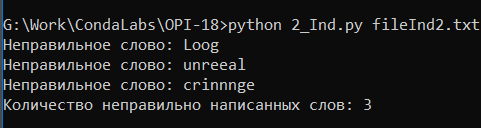 G:\Work\CondaLabs\OPI-18>python 2_Ind.py fileInd2.txt
Неправильное слово: Loog
Неправильное слово: unreeal
Неправильное слово: crinnnge
Количество неправильно написанных слов: 3